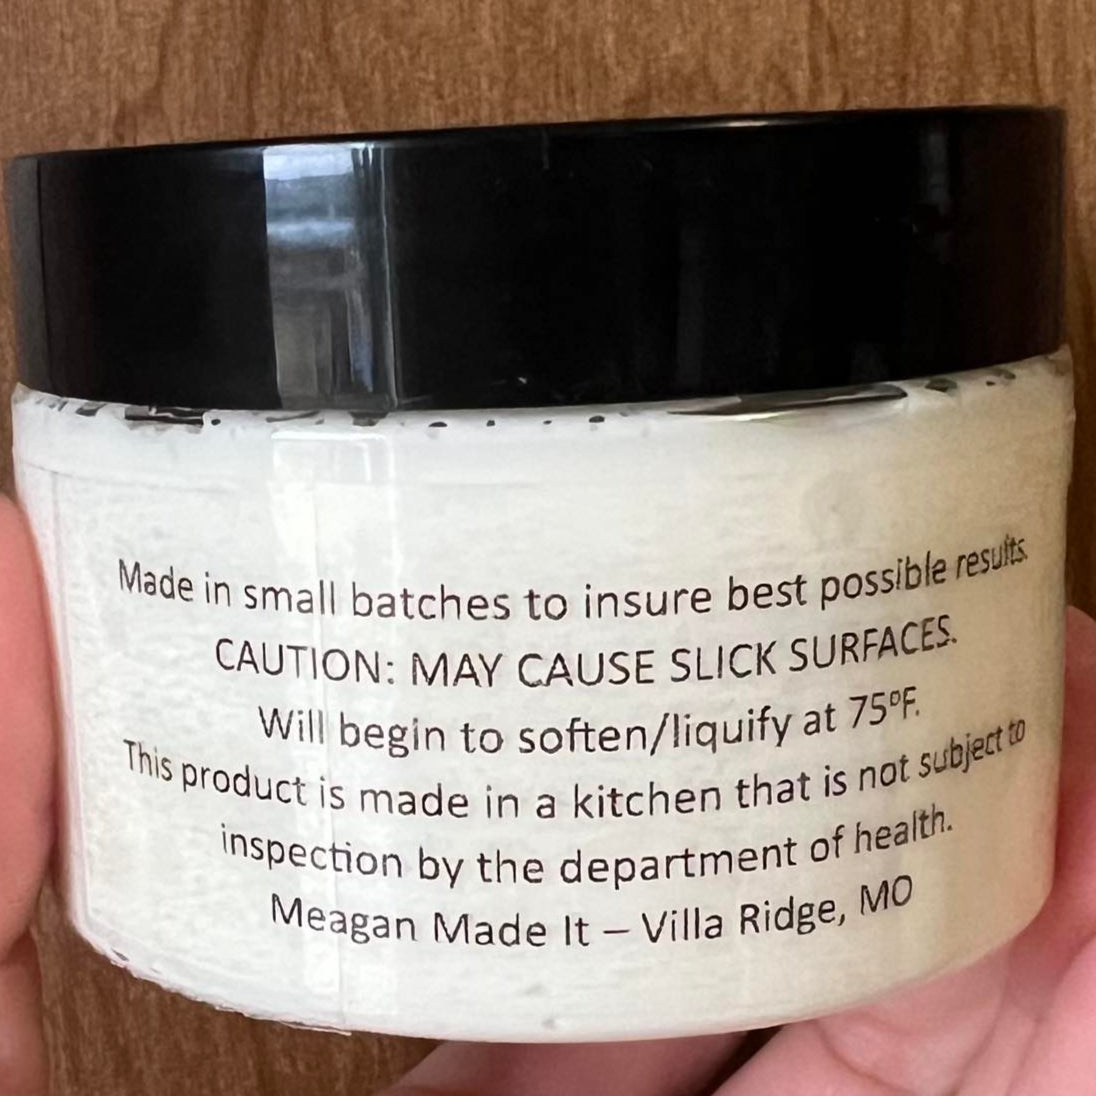 Made in small batches to insure best possible results.
CAUTION: MAY CAUSE SLICK SURFACES.
Will begin to soften/liquify at 75ºF.
This product is made in a kitchen that is not subject to
inspection by the department of health.
Meagan Made It – Villa Ridge, MO